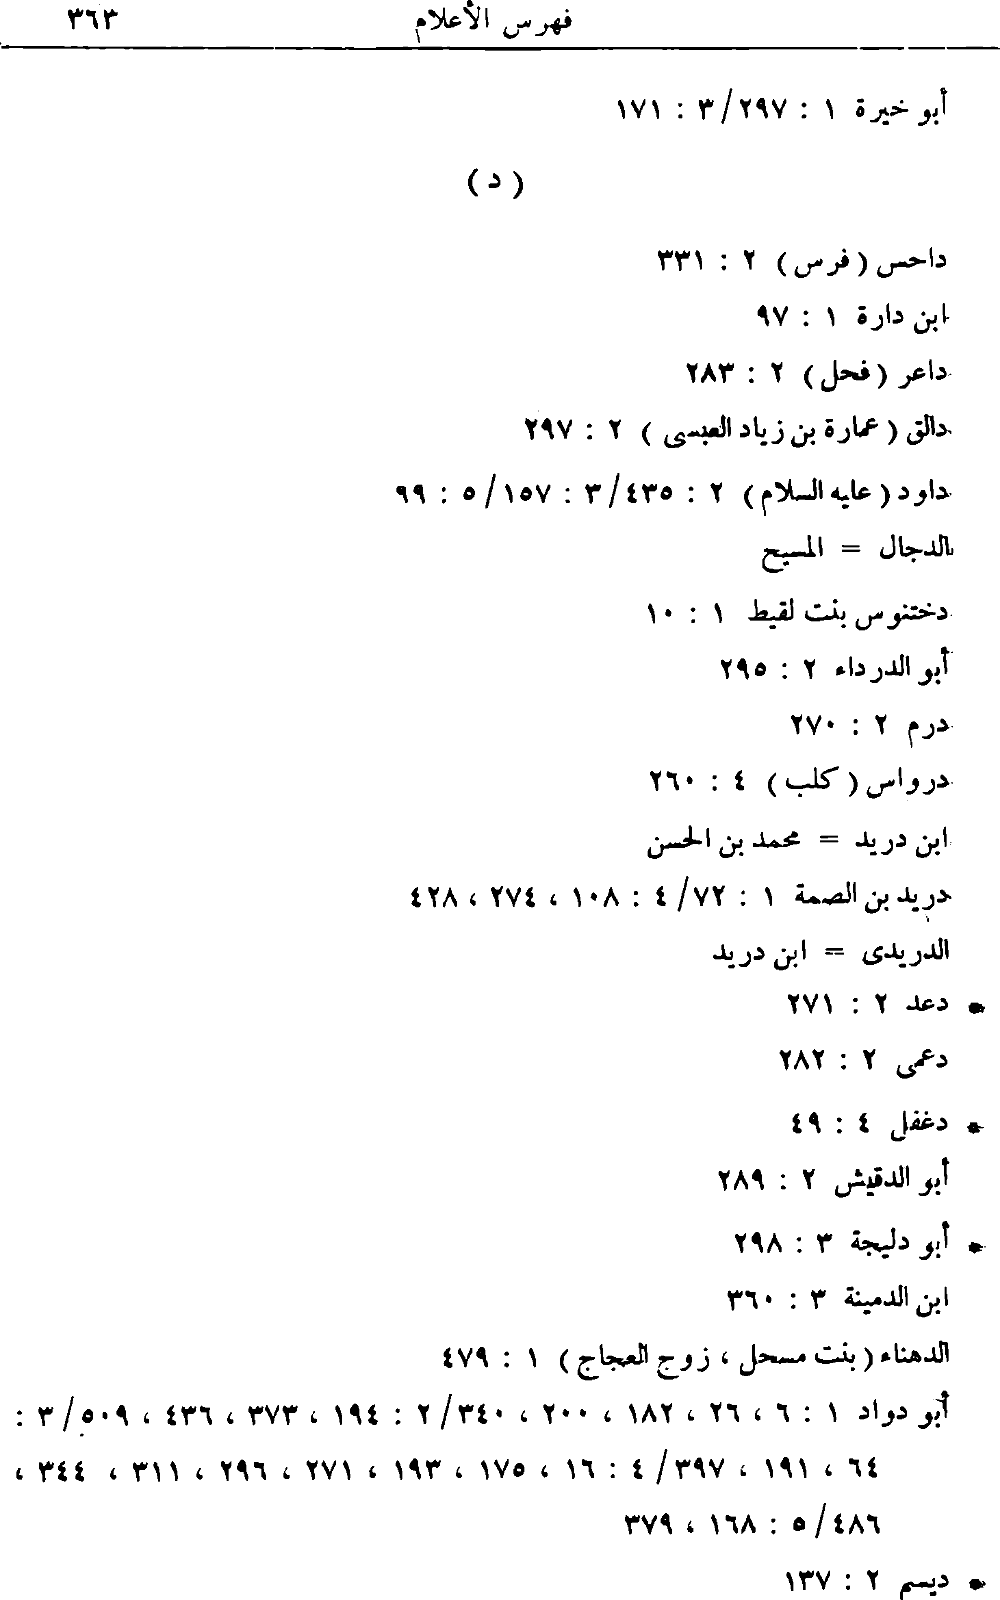 فهرس الأعلام ٣٦٣
أبو خيرة ١ : ٢٩٧/ ٣ : ١٧١
( د )
داحس ( فرس ) ٢ : ٣٣١
ابن دارة ١ : ٩٧
داعر ( فحل ) ٢ : ٢٨٣
دالق ( عمارة بن زياد العبسى ) ٢ : ٢٩٧
داود ( عليه السلام ) ٢ : ٤٣٥/ ٣ : ١٥٧/ ٥ : ٩٩
الدجال = المسيح
دختنوس بنت لقيط ١ : ١٠
أبو الدرداء ٢ : ٢٩٥
درم ٢ : ٢٧٠
درواس ( كلب ) ٤ : ٢٦٠
ابن دريد = محمد بن الحسن
دريد بن الصمة ١ : ٧٢/ ٤ : ١٠٨ ، ٢٧٤ ، ٤٢٨
الدريدى = ابن دريد
• دعد ٢ : ٢٧١
دعمى ٢ : ٢٨٢
• دغفل ٤ : ٤٩
أبو الدقيش ٢ : ٢٨٩
• أبو دليجة ٣ : ٢٩٨
ابن الدمينة ٣ : ٣٦٠
الدهناء ( بنت مسحل ، زوج العجاج ) ١ : ٤٧٩
أبو دواد ١ : ٦ ، ٢٦ ، ١٨٢ ، ٢٠٠ ، ٣٤٠/ ٢ : ١٩٤ ، ٣٧٣ ، ٤٣٦ ، ٥٠٩/ ٣ :
٦٤ ، ١٩١ ، ٣٩٧/ ٤ : ١٦ ، ١٧٥ ، ١٩٣ ، ٢٧١ ، ٢٩٦ ، ٣١١ ، ٣٤٤ ،
٤٨٦/ ٥ : ١٦٨ ، ٣٧٩
• ديسم ٢ : ١٣٧